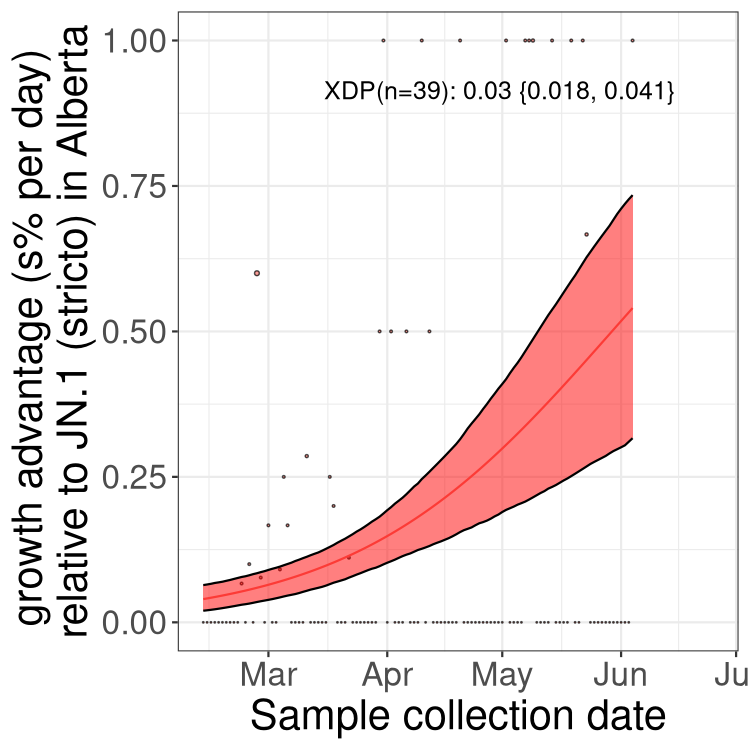 growth advantage (s% per day)
relative to JN.1 (stricto) in Alberta
1.00
0.75
0.50
0.25
0.00
XDP(n=39): 0.03 {0.018, 0.041}
Mar Apr May Jun Ju
Sample collection date